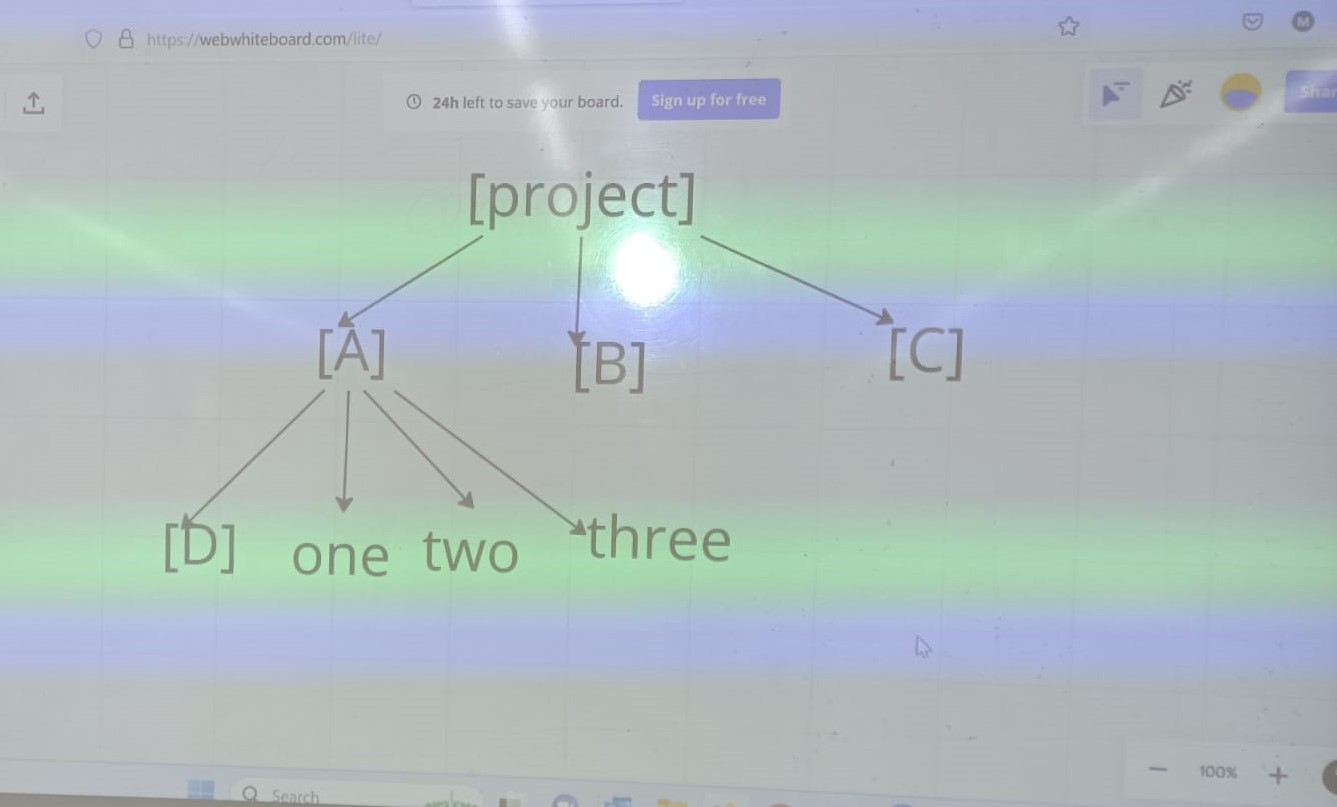 https://webwhiteboard.com/lite/
M
24h left to save your board. Sign up for free
[project]
[A] [B] [C]
[D] one two three
100%
Search